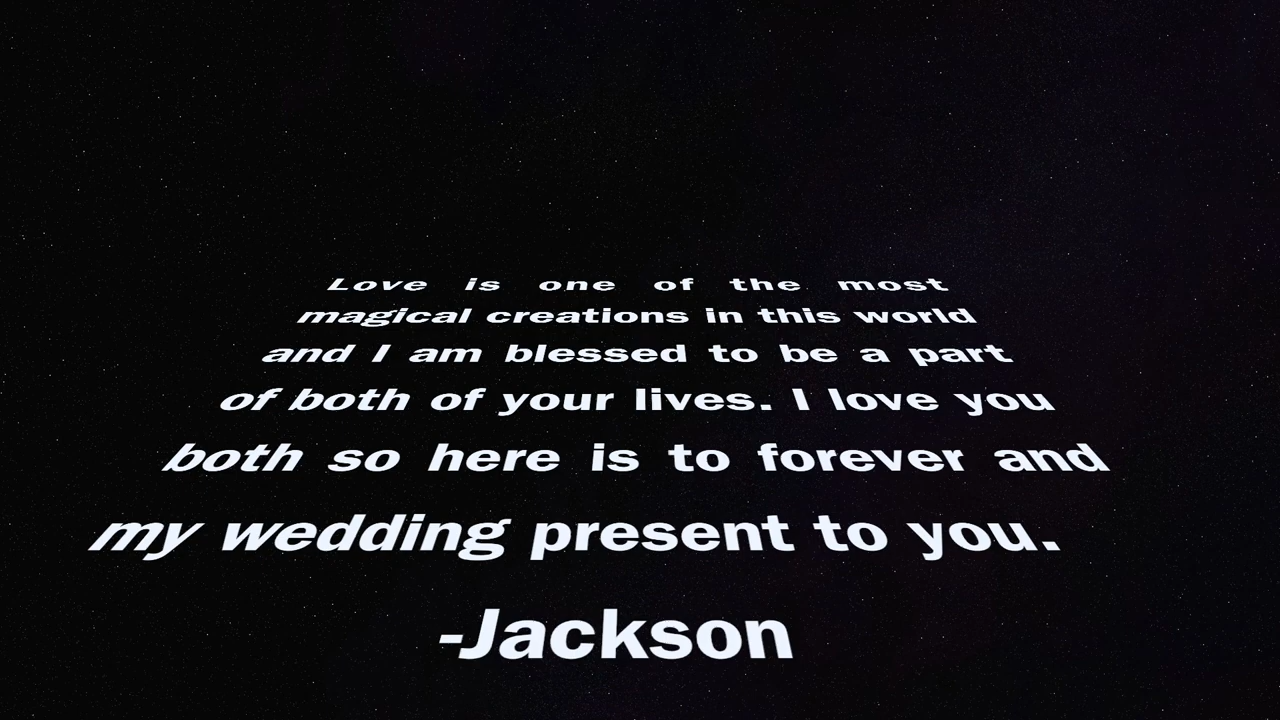 Love is one of the most
magical creations in this world
and I am blessed to be a part
of both of your lives. I love you
both so here is to forever and
my wedding present to you.
-Jackson